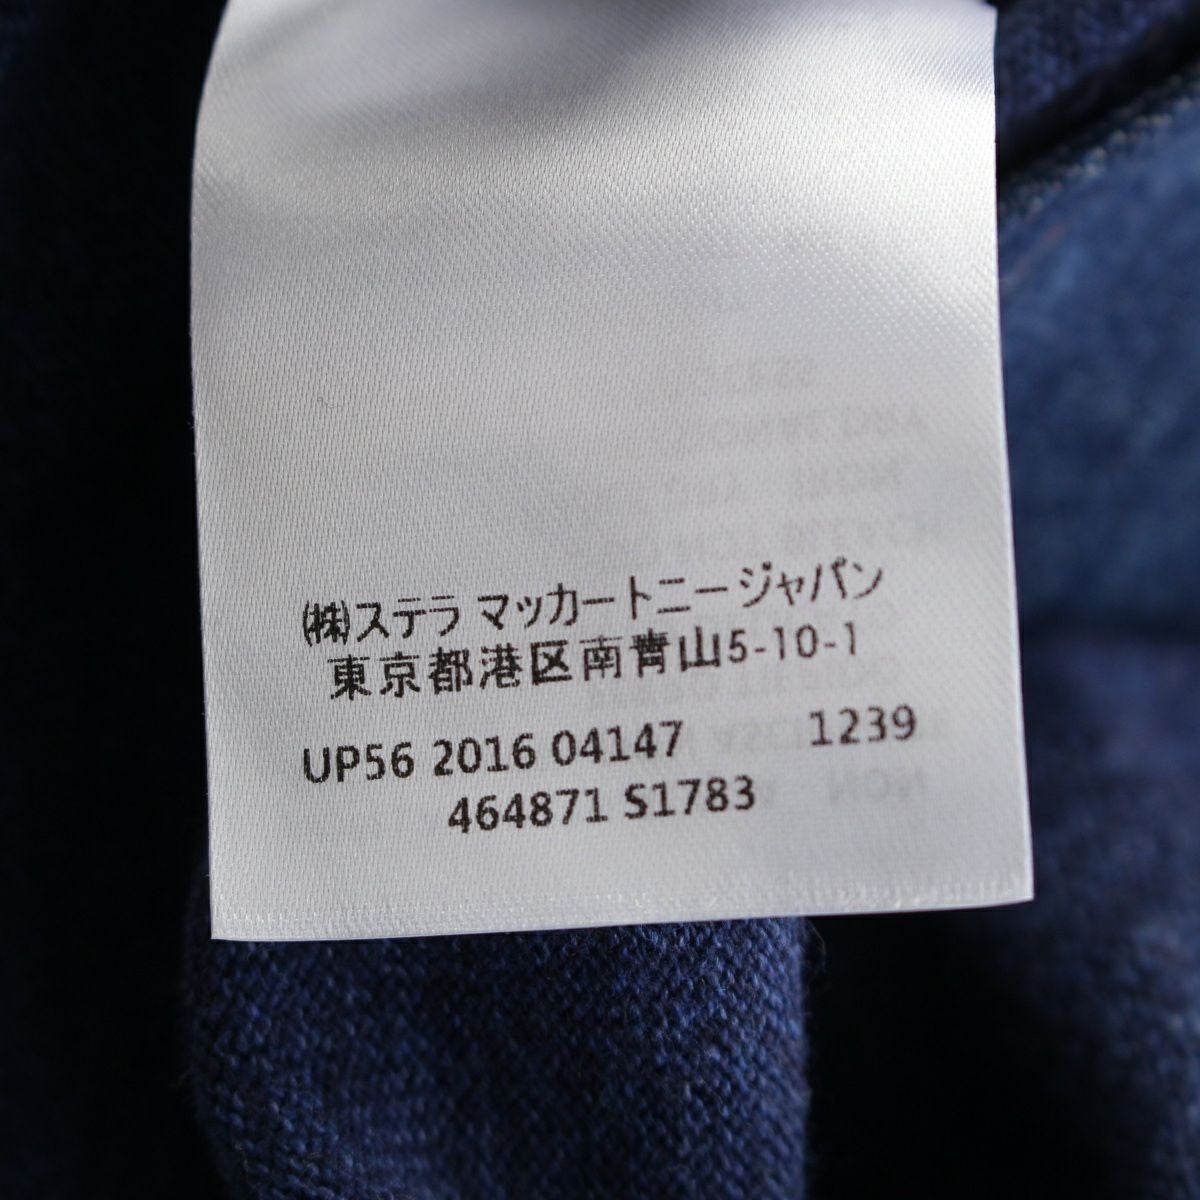 ㈱ステラ マッカートニージャパン
東京都港区南青山5-10-1
UP56 2016 04147 1239
464871 S1783